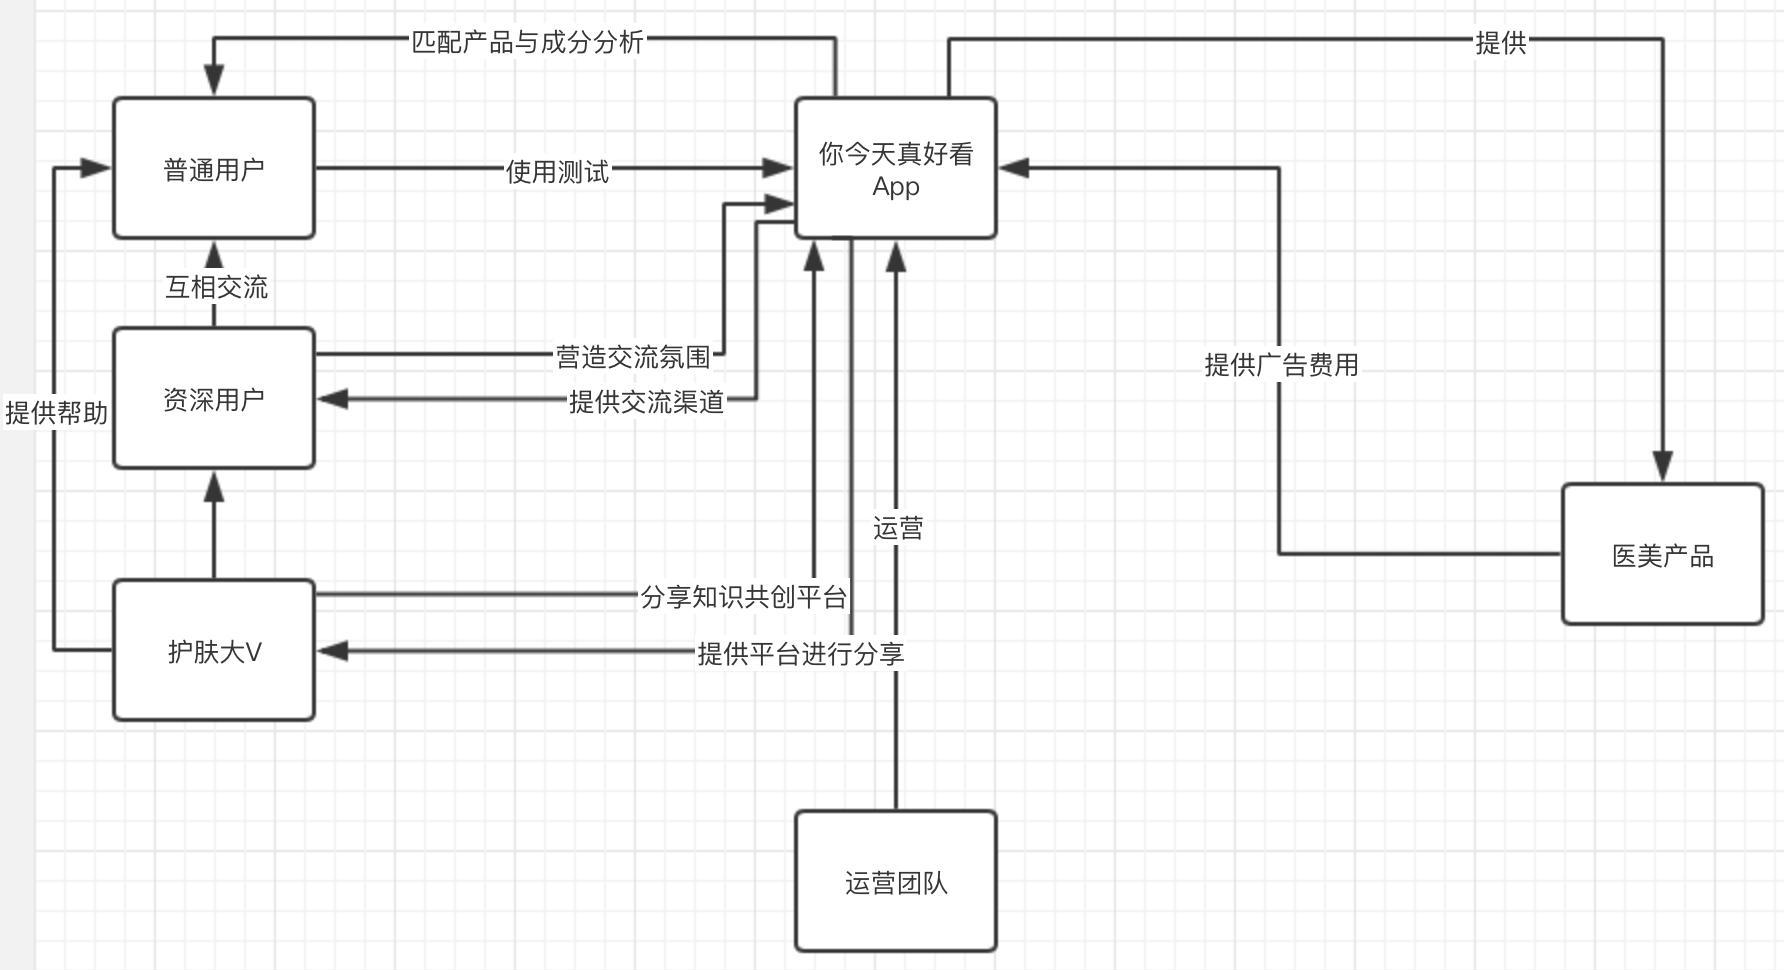 匹配产品与成分分析
提供
普通用户
使用测试
你今天真好看
App
互相交流
营造交流氛围
提供广告费用
资深用户
提供交流渠道
提供帮助
运营
医美产品
分享知识共创平台
护肤大V
提供平台进行分享
运营团队